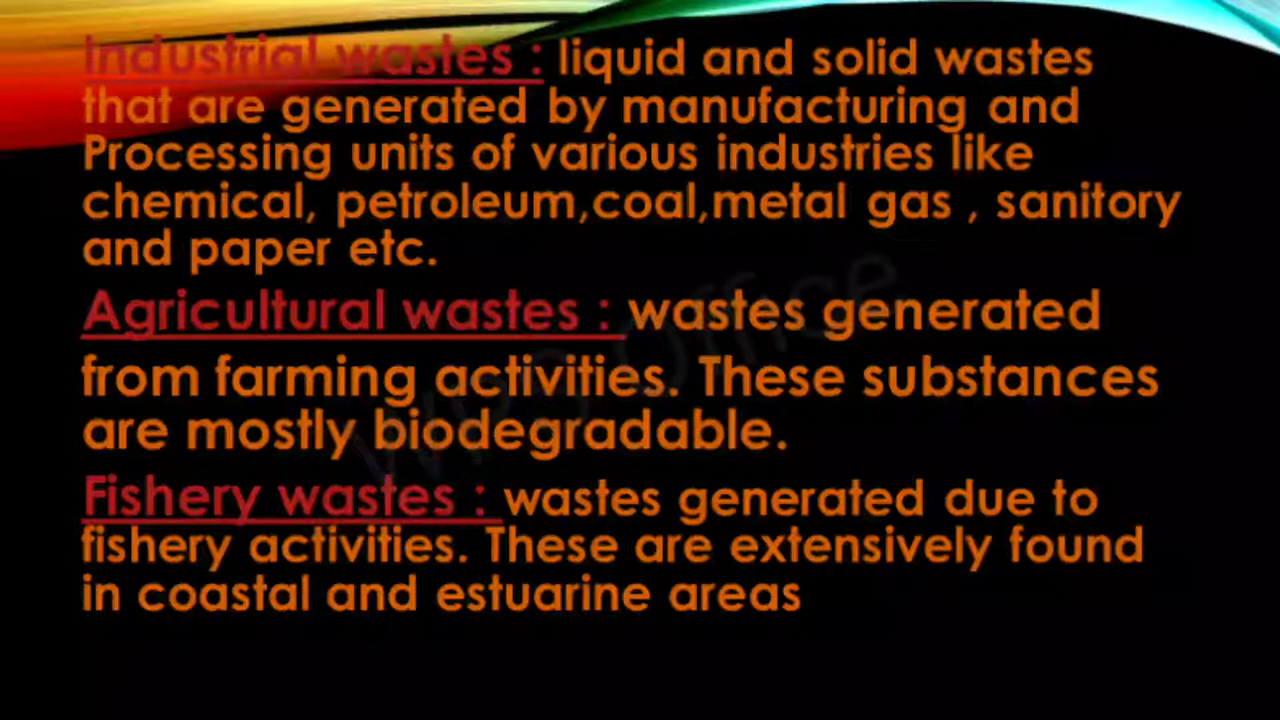 Industrial wastes : liquid and solid wastes
that are generated by manufacturing and
Processing units of various industries like
chemical, petroleum,coal,metal gas , sanitory
and paper etc.
Agricultural wastes : wastes generated
from farming activities. These substances
are mostly biodegradable.
Fishery wastes : wastes generated due to
fishery activities. These are extensively found
in coastal and estuarine areas
WPS Office